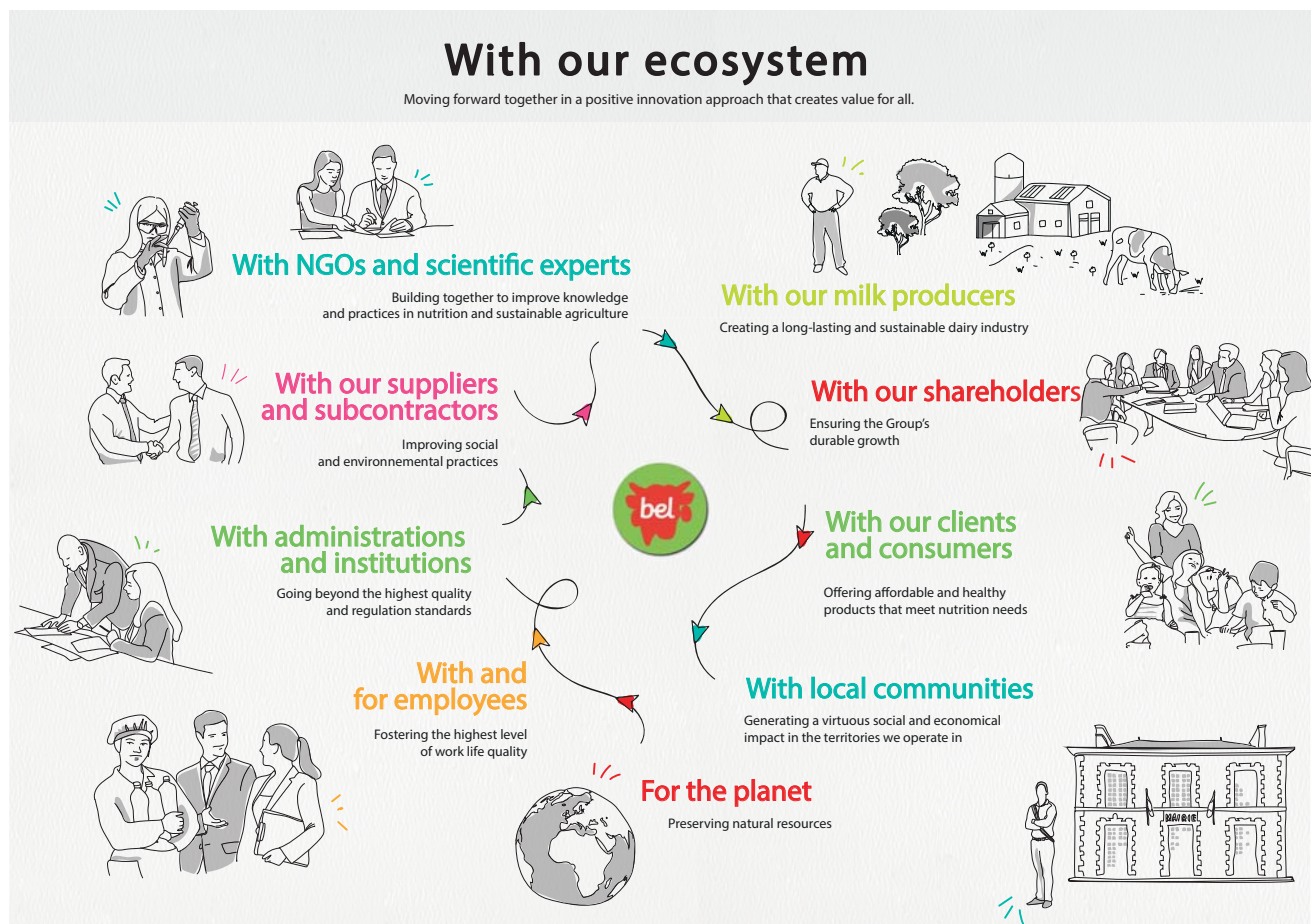 With our ecosystem
Moving forward together in a positive innovation approach that creates value for all.
With NGOs and scientific experts
Building together to improve knowledge
and practices in nutrition and sustainable agriculture
With our milk producers
Creating a long-lasting and sustainable dairy industry
With our suppliers
and subcontractors
Improving social
and environnemental practices
With our shareholders
Ensuring the Group's
durable growth
bel
With administrations
and institutions
Going beyond the highest quality
and regulation standards
With our clients
and consumers
Offering affordable and healthy
products that meet nutrition needs
With and
for employees
Fostering the highest level
of work life quality
With local communities
Generating a virtuous social and economical
impact in the territories we operate in
For the planet
Preserving natural resources
MAIRIE